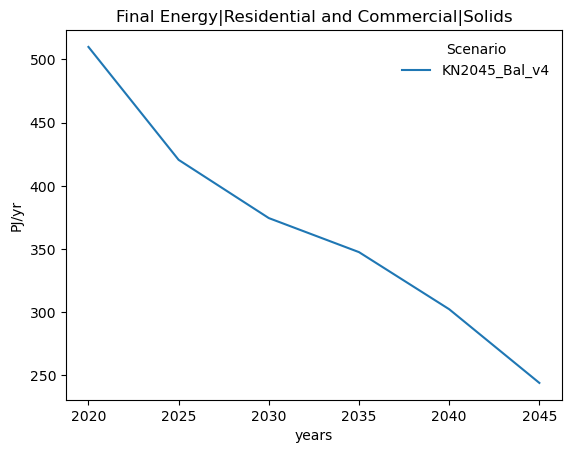 Final Energy|Residential and Commercial|Solids
Scenario
KN2045_Bal_v4
PJ/yr
500
450
400
350
300
250
2020 2025 2030 2035 2040 2045
years